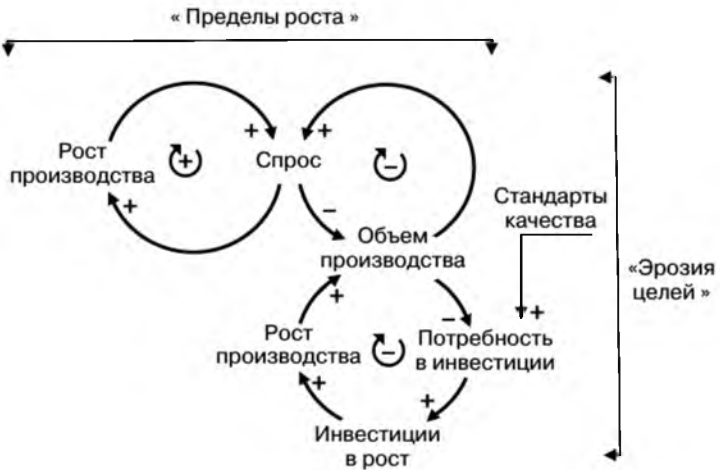 « Пределы роста »
+
+
Рост
производства
+
Спрос
–
Стандарты
качества
+
–
Объем
производства
«Эрозия
целей »
+
–
+
Рост
производства
–
Потребность
в инвестиции
+
+
Инвестиции
в рост